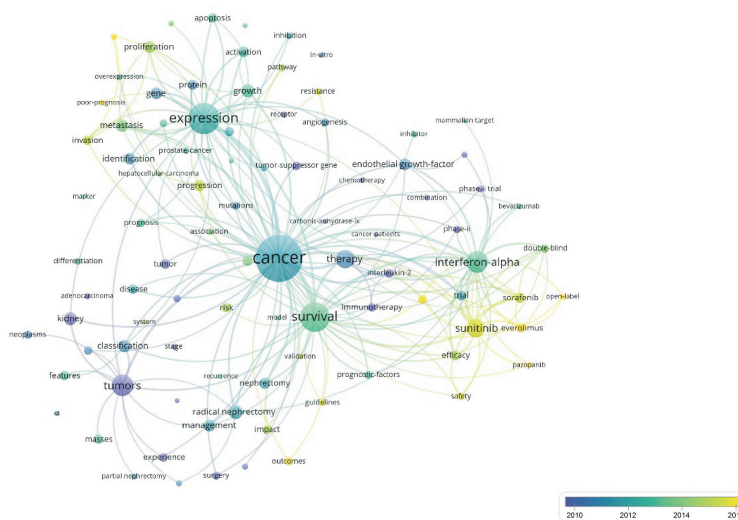 apoptosis
inhibition
proliferation
activation
in-vitro
pathway
overexpression
protein
growth
resistance
gene
poor-prognosis
receptor
expression
metastasis
angiogenesis
mammalian target
invasion
inhibitor
prostate-cancer
identification
tumor-suppressor gene
endothelial-growth-factor
hepatocellular-carcinoma
chemotherapy
progression
phase-ii trial
marker
mutations
combination
bevacizumab
prognosis
carbonic-anhydrase-ix
association
phase-ii
cancer patients
double-blind
differentiation
tumor
cancer
therapy
interferon-alpha
interleukin-2
adenocarcinoma
disease
trial
sorafenib
open-label
risk
immunotherapy
kidney
system
model
survival
sunitinib
everolimus
neoplasms
classification
stage
validation
efficacy
pazopanib
features
recurrence
prognostic-factors
tumors
nephrectomy
safety
guidelines
ct
radical nephrectomy
management
impact
masses
experience
outcomes
partial nephrectomy
surgery
2010
2012
2014